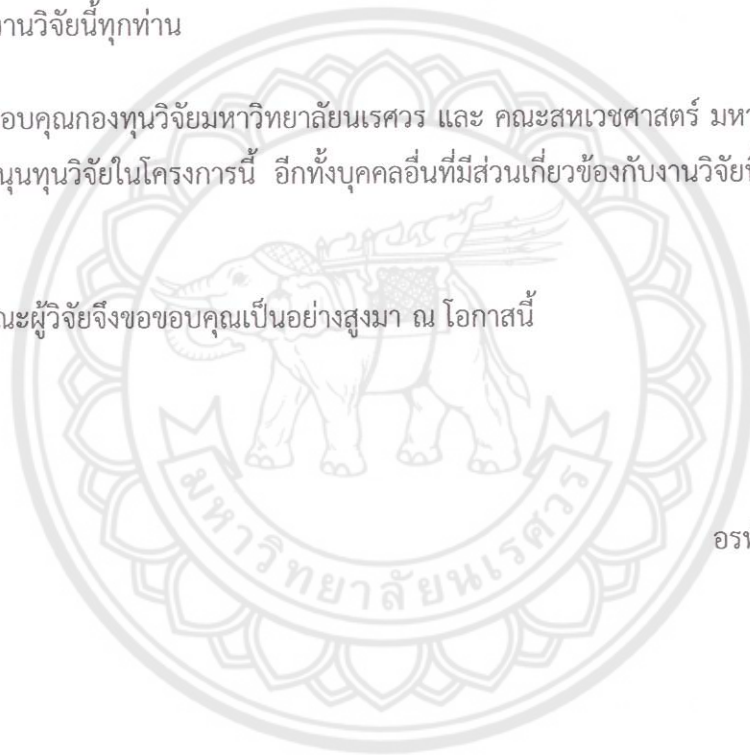 งานวิจัยนี้ทุกท่าน
อบคุณกองทุนวิจัยมหาวิทยาลัยนเรศวร และ คณะสหเวชศาสตร์ มหา
นุนทุนวิจัยในโครงการนี้ อีกทั้งบุคคลอื่นที่มีส่วนเกี่ยวข้องกับงานวิจัย
ณะผู้วิจัยจึงขอขอบคุณเป็นอย่างสูงมา ณ โอกาสนี้
อร
มหาวิทยาลัยนเรศวร